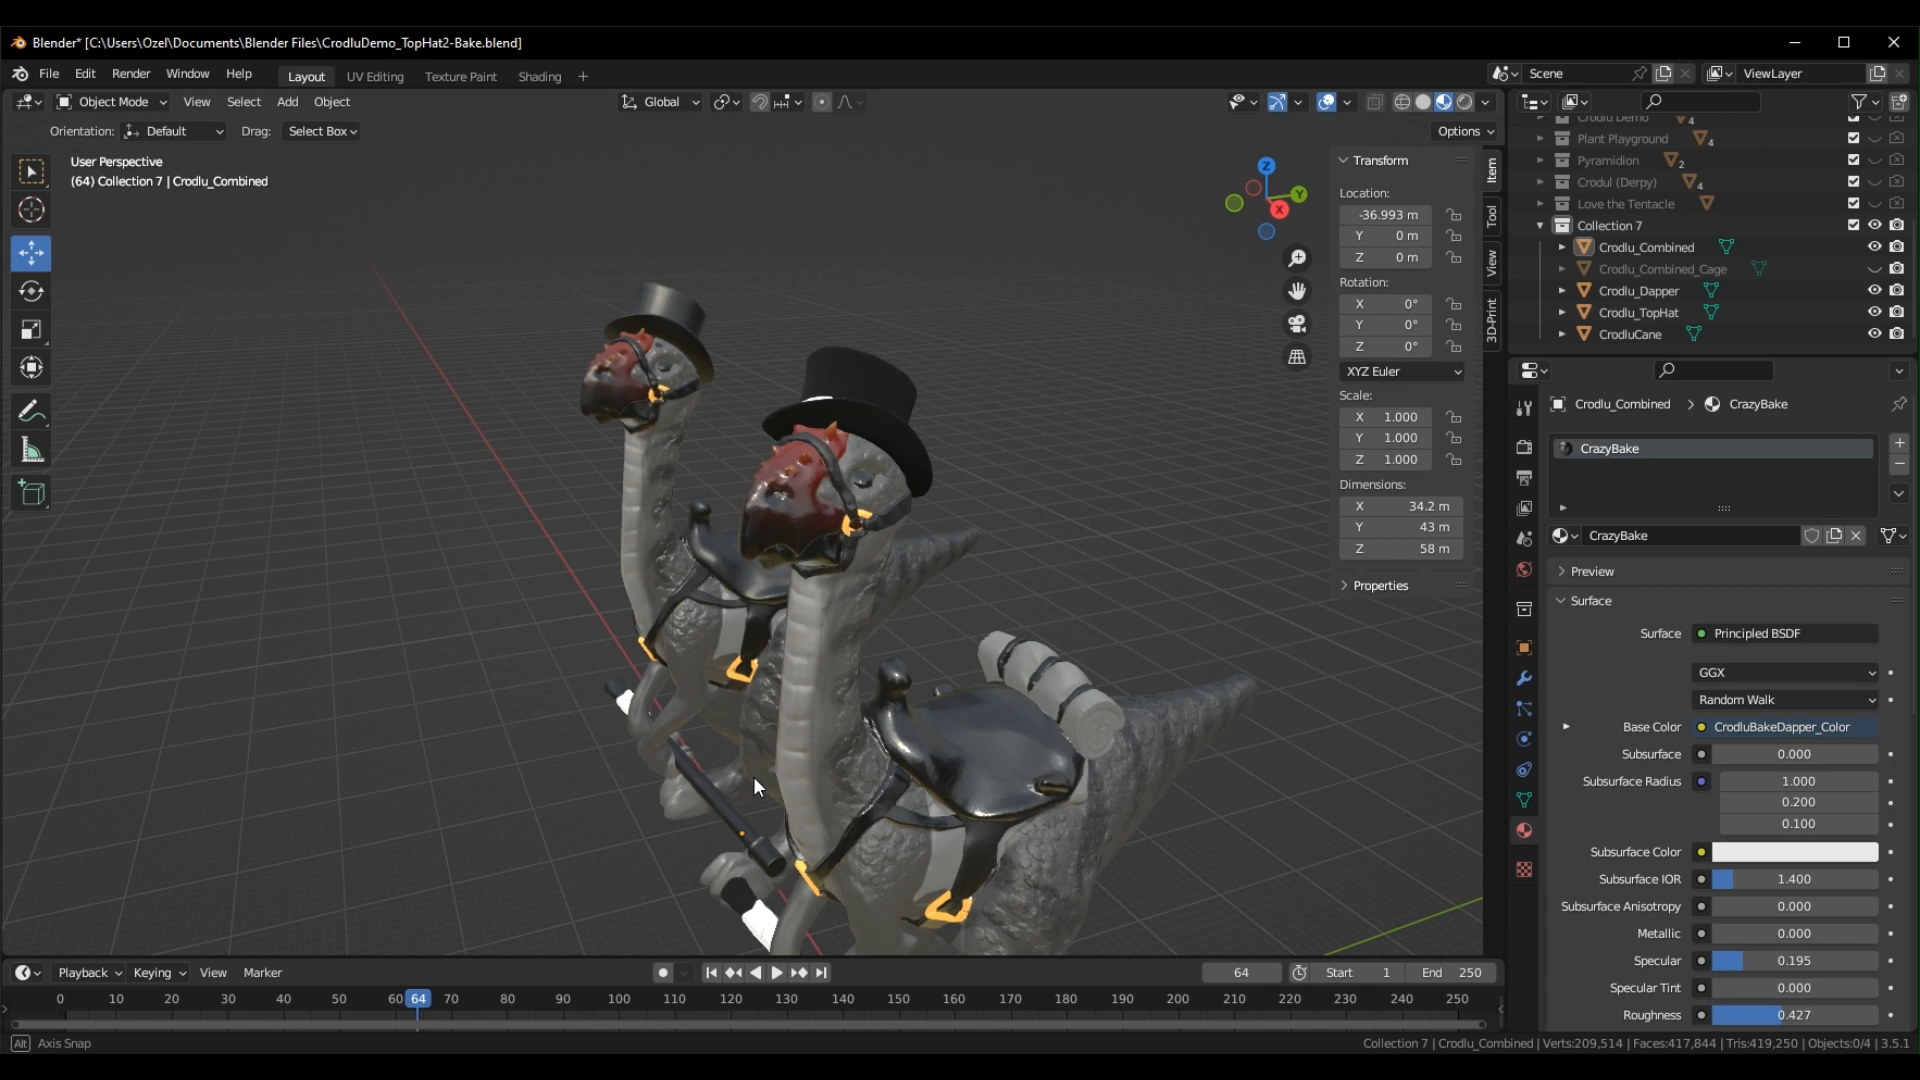 Blender* [C:\Users\Ozel\Documents\Blender Files\CrodluDemo_TopHat2-Bake.blend]
File Edit Render Window Help Layout UV Editing Texture Paint Shading + Scene ViewLayer
Object Mode View Select Add Object Global
Orientation: Default Drag: Select Box Options
User Perspective
(64) Collection 7 | Crodlu_Combined
Z
Y
X
Transform
Location:
-36.993 m
Y 0 m
Z 0 m
Rotation:
X 0°
Y 0°
Z 0°
XYZ Euler
Scale:
X 1.000
Y 1.000
Z 1.000
Dimensions:
X 34.2 m
Y 43 m
Z 58 m
Properties
Item
Tool
View
3D-Print
Crodlu Demo 4
Plant Playground 4
Pyramidion 2
Crodul (Derpy) 4
Love the Tentacle
Collection 7
Crodlu_Combined
Crodlu_Combined_Cage
Crodlu_Dapper
Crodlu_TopHat
CrodluCane
Crodlu_Combined > CrazyBake
CrazyBake
CrazyBake
Preview
Surface
Surface Principled BSDF
GGX
Random Walk
Base Color CrodluBakeDapper_Color
Subsurface 0.000
Subsurface Radius 1.000
0.200
0.100
Subsurface Color
Subsurface IOR 1.400
Subsurface Anisotropy 0.000
Metallic 0.000
Specular 0.195
Specular Tint 0.000
Roughness 0.427
Playback Keying View Marker 64 Start 1 End 250
0 10 20 30 40 50 60 64 70 80 90 100 110 120 130 140 150 160 170 180 190 200 210 220 230 240 250
Alt Axis Snap
Collection 7 | Crodlu_Combined | Verts:209,514 | Faces:417,844 | Tris:419,250 | Objects:0/4 | 3.5.1